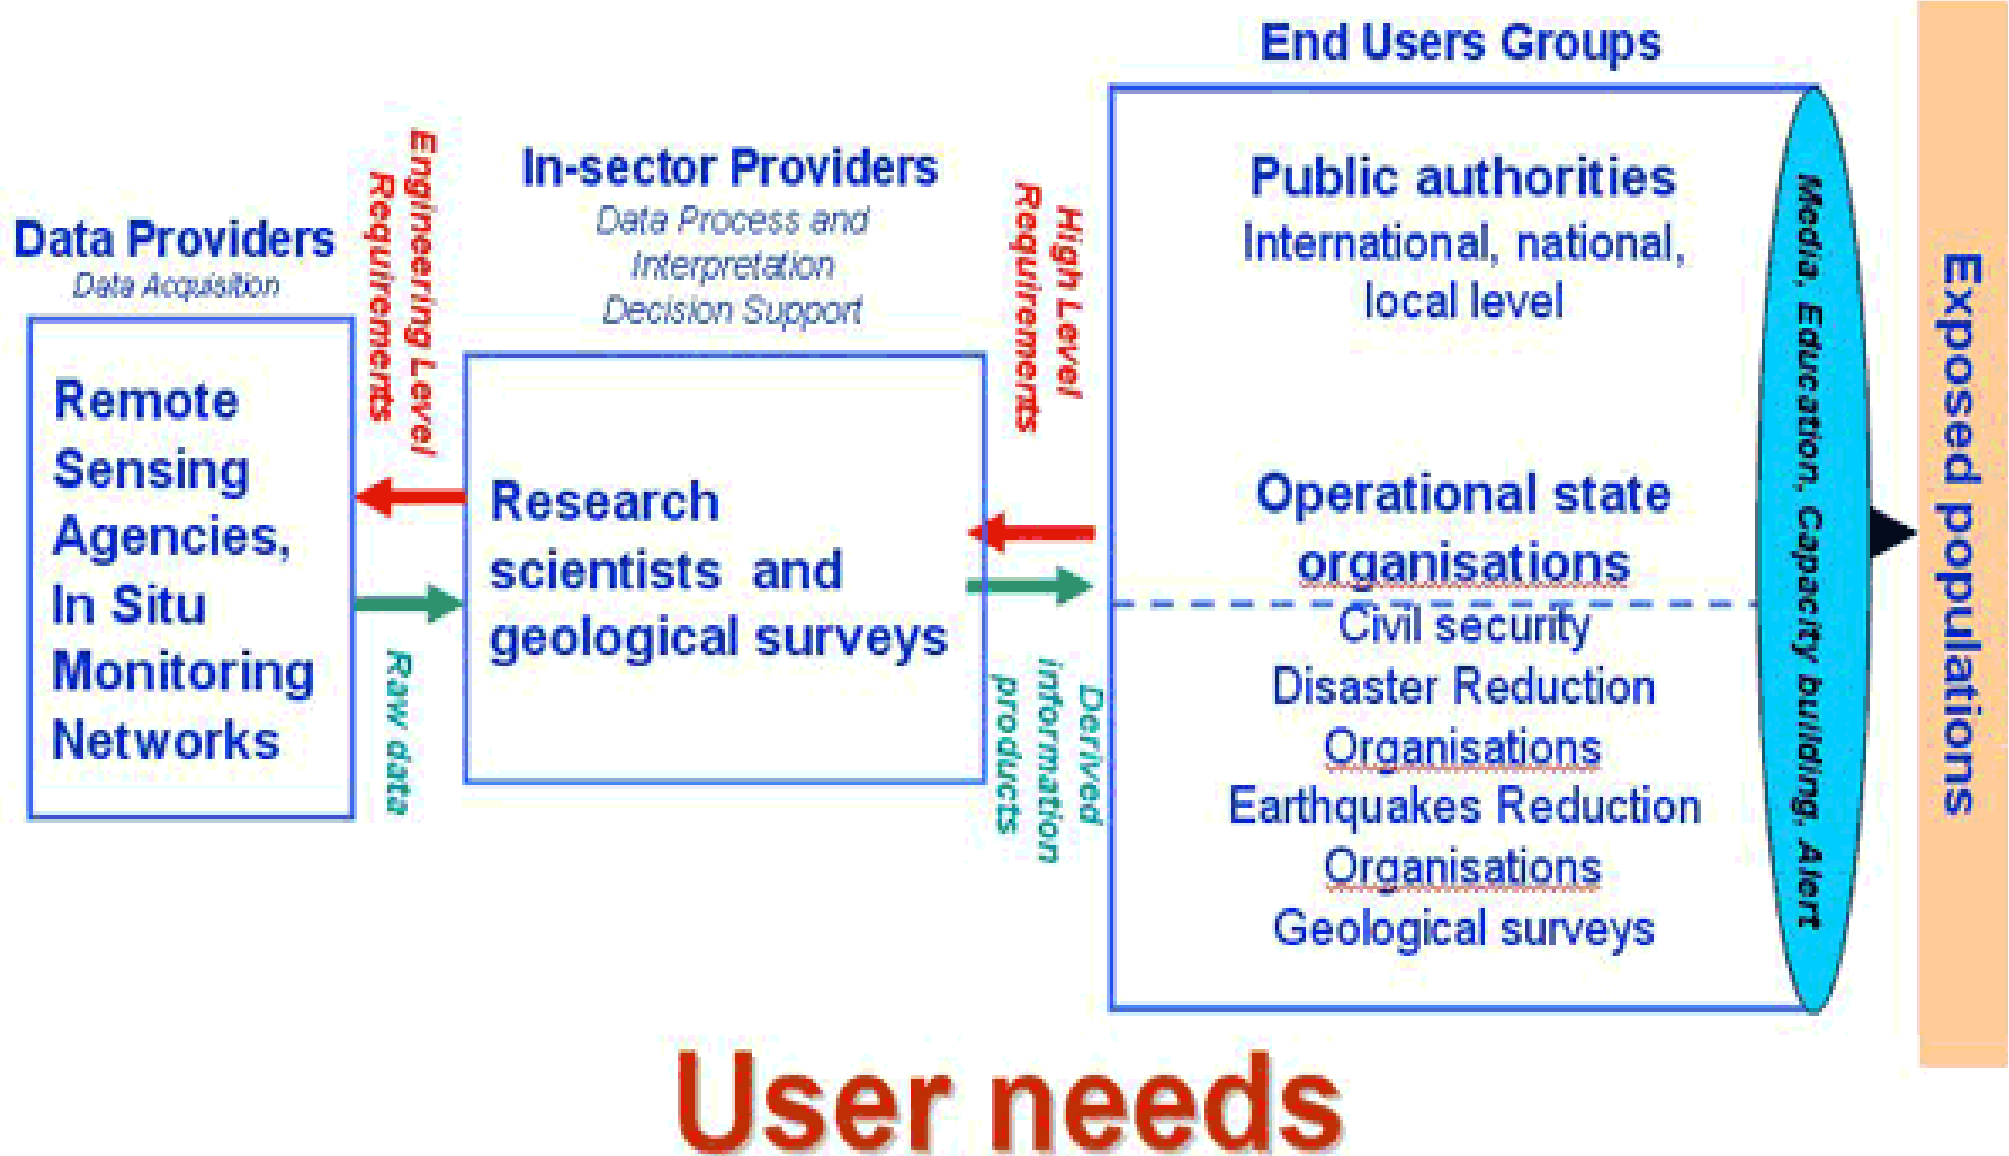 End Users Groups
Data Providers
Data Acquisition
Remote
Sensing
Agencies,
In Situ
Monitoring
Networks
Engineering Level
Requirements
Raw data
In-sector Providers
Data Process and
Interpretation
Decision Support
Research
scientists and
geological surveys
High Level
Requirements
Derived
information
products
Public authorities
International, national,
local level
Operational state
organisations
Civil security
Disaster Reduction
Organisations
Earthquakes Reduction
Organisations
Geological surveys
Media, Education, Capacity building, Alert
Exposed populations
User needs